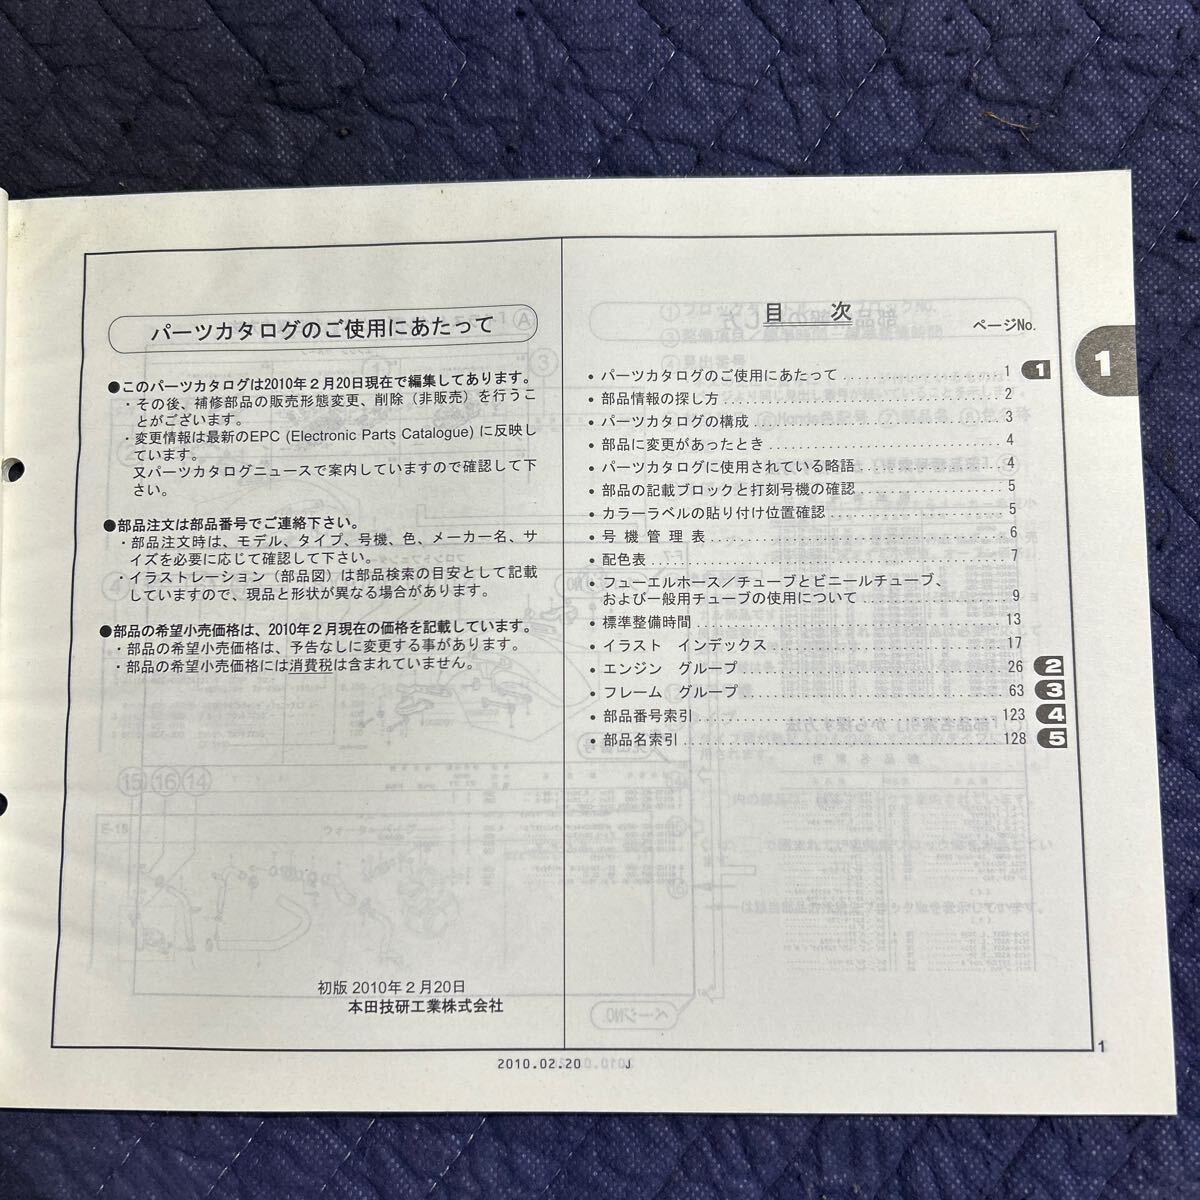 パーツカタログのご使用にあたって
●このパーツカタログは2010年2月20日現在で編集してあります。
・その後、補修部品の販売形態変更、削除（非販売）を行うこ
とがございます。
・変更情報は最新のEPC (Electronic Parts Catalogue) に反映し
ています。
又パーツカタログニュースで案内していますので確認して下
さい。
●部品注文は部品番号でご連絡下さい。
・部品注文時は、モデル、タイプ、号機、色、メーカー名、サ
イズを必要に応じて確認して下さい。
・イラストレーション（部品図）は部品検索の目安として記載
していますので、現品と形状が異なる場合があります。
●部品の希望小売価格は、2010年2月現在の価格を記載しています。
・部品の希望小売価格は、予告なしに変更する事があります。
・部品の希望小売価格には消費税は含まれていません。
初版 2010年2月20日
本田技研工業株式会社
目　次
ページNo.
・パーツカタログのご使用にあたって 1 1
・部品情報の探し方 2
・パーツカタログの構成 3
・部品に変更があったとき 4
・パーツカタログに使用されている略語 4
・部品の記載ブロックと打刻号機の確認 5
・カラーラベルの貼り付け位置確認 5
・号 機 管 理 表 6
・配色表 7
・フューエルホース／チューブとビニールチューブ、
および一般用チューブの使用について 9
・標準整備時間 13
・イラスト　インデックス 17
・エンジン　グループ 26 2
・フレーム　グループ 63 3
・部品番号索引 123 4
・部品名索引 128 5
1
1
2010.02.20 J